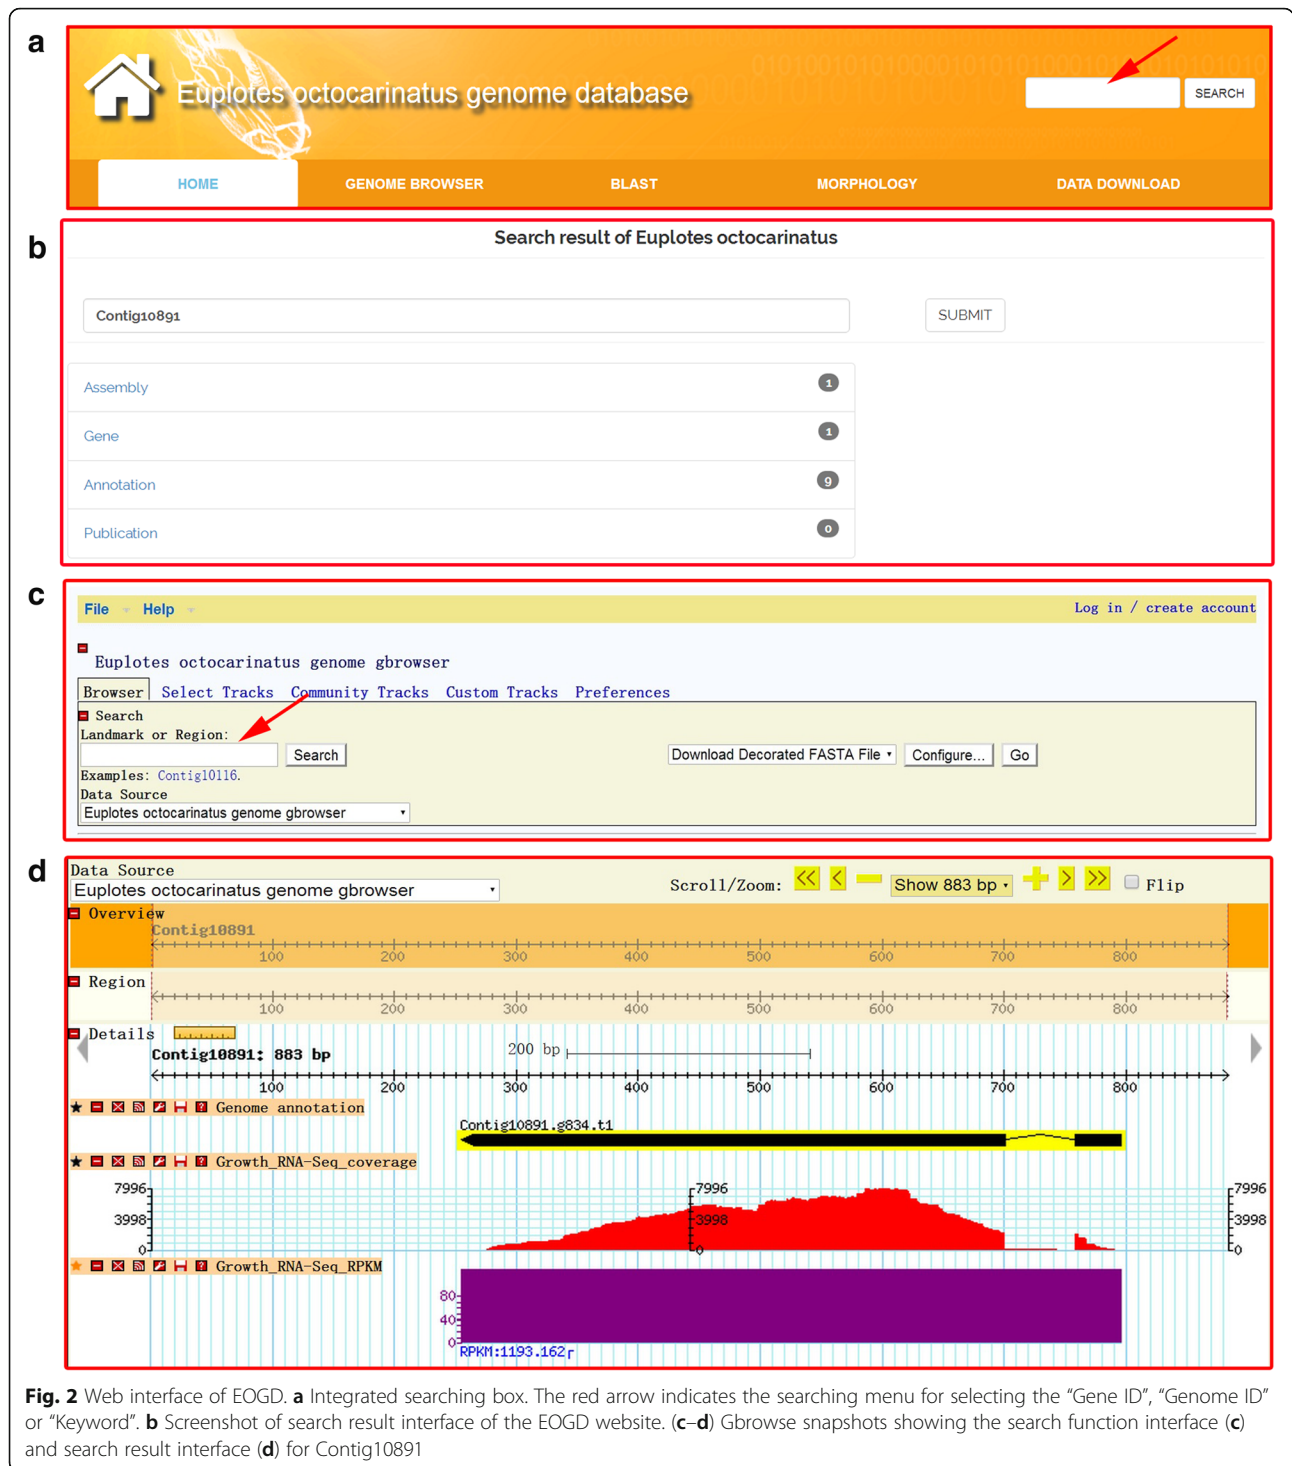 a
Euplotes octocarinatus genome database
SEARCH
HOME GENOME BROWSER BLAST MORPHOLOGY DATA DOWNLOAD
b
Search result of Euplotes octocarinatus
Contig10891 SUBMIT
Assembly 1
Gene 1
Annotation 9
Publication 0
c
File Help Log in / create account
Euplotes octocarinatus genome gbrowser
Browser Select Tracks Community Tracks Custom Tracks Preferences
Search
Landmark or Region:
Search Download Decorated FASTA File Configure... Go
Examples: Contig10116.
Data Source
Euplotes octocarinatus genome gbrowser
d
Data Source
Euplotes octocarinatus genome gbrowser Scroll/Zoom: << < Show 883 bp > >> Flip
Overview
Contig10891
100 200 300 400 500 600 700 800
Region
100 200 300 400 500 600 700 800
Details
Contig10891: 883 bp 200 bp
100 200 300 400 500 600 700 800
Genome annotation
Contig10891.g834.t1
Growth_RNA-Seq_coverage
7996 7996 7996
3998 3998 3998
0 0 0
Growth_RNA-Seq_RPKM
80
40
0
RPKM:1193.162
Fig. 2 Web interface of EOGD. a Integrated searching box. The red arrow indicates the searching menu for selecting the “Gene ID”, “Genome ID”
or “Keyword”. b Screenshot of search result interface of the EOGD website. (c–d) Gbrowse snapshots showing the search function interface (c)
and search result interface (d) for Contig10891